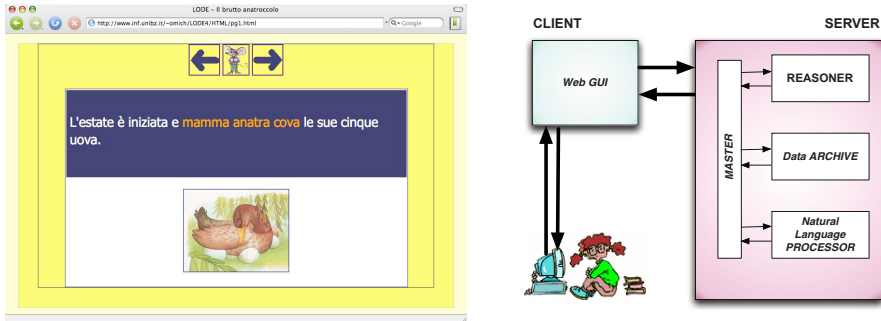 LODE - Il brutto anatroccolo
http://www.inf.unibz.it/~omich/LODE4/HTML/pg1.html
Google
L'estate è iniziata e mamma anatra cova le sue cinque
uova.
CLIENT
SERVER
Web GUI
MASTER
REASONER
Data ARCHIVE
Natural
Language
PROCESSOR